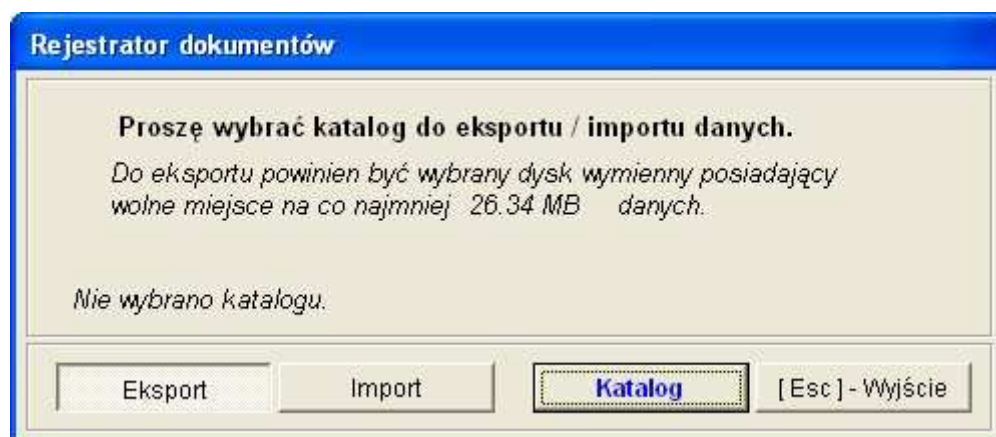 Rejestrator dokumentów
Proszę wybrać katalog do eksportu / importu danych.
Do eksportu powinien być wybrany dysk wymienny posiadający
wolne miejsce na co najmniej 26.34 MB danych.
Nie wybrano katalogu.
Eksport Import Katalog [ Esc ] - Wyjście